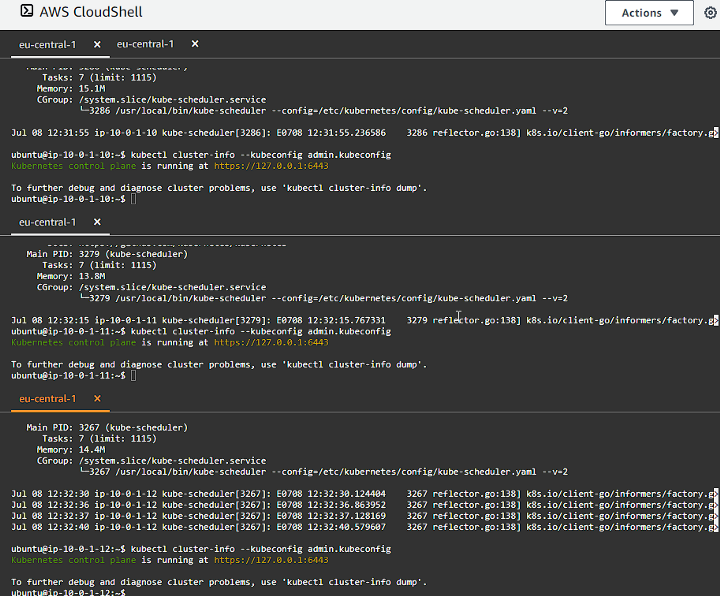 AWS CloudShell
Actions ▼
eu-central-1 × eu-central-1 ×
Tasks: 7 (limit: 1115)
Memory: 15.1M
CGroup: /system.slice/kube-scheduler.service
└─3286 /usr/local/bin/kube-scheduler --config=/etc/kubernetes/config/kube-scheduler.yaml --v=2
Jul 08 12:31:55 ip-10-0-1-10 kube-scheduler[3286]: E0708 12:31:55.236586 3286 reflector.go:138] k8s.io/client-go/informers/factory.g>
ubuntu@ip-10-0-1-10:~$ kubectl cluster-info --kubeconfig admin.kubeconfig
Kubernetes control plane is running at https://127.0.0.1:6443
To further debug and diagnose cluster problems, use 'kubectl cluster-info dump'.
ubuntu@ip-10-0-1-10:~$
eu-central-1 ×
Main PID: 3279 (kube-scheduler)
Tasks: 7 (limit: 1115)
Memory: 13.8M
CGroup: /system.slice/kube-scheduler.service
└─3279 /usr/local/bin/kube-scheduler --config=/etc/kubernetes/config/kube-scheduler.yaml --v=2
Jul 08 12:32:15 ip-10-0-1-11 kube-scheduler[3279]: E0708 12:32:15.767331 3279 reflector.go:138] k8s.io/client-go/informers/factory.g>
ubuntu@ip-10-0-1-11:~$ kubectl cluster-info --kubeconfig admin.kubeconfig
Kubernetes control plane is running at https://127.0.0.1:6443
To further debug and diagnose cluster problems, use 'kubectl cluster-info dump'.
ubuntu@ip-10-0-1-11:~$
eu-central-1 ×
Main PID: 3267 (kube-scheduler)
Tasks: 7 (limit: 1115)
Memory: 14.4M
CGroup: /system.slice/kube-scheduler.service
└─3267 /usr/local/bin/kube-scheduler --config=/etc/kubernetes/config/kube-scheduler.yaml --v=2
Jul 08 12:32:30 ip-10-0-1-12 kube-scheduler[3267]: E0708 12:32:30.124404 3267 reflector.go:138] k8s.io/client-go/informers/factory.g>
Jul 08 12:32:36 ip-10-0-1-12 kube-scheduler[3267]: E0708 12:32:36.863952 3267 reflector.go:138] k8s.io/client-go/informers/factory.g>
Jul 08 12:32:37 ip-10-0-1-12 kube-scheduler[3267]: E0708 12:32:37.128169 3267 reflector.go:138] k8s.io/client-go/informers/factory.g>
Jul 08 12:32:40 ip-10-0-1-12 kube-scheduler[3267]: E0708 12:32:40.579607 3267 reflector.go:138] k8s.io/client-go/informers/factory.g>
ubuntu@ip-10-0-1-12:~$ kubectl cluster-info --kubeconfig admin.kubeconfig
Kubernetes control plane is running at https://127.0.0.1:6443
To further debug and diagnose cluster problems, use 'kubectl cluster-info dump'.
ubuntu@ip-10-0-1-12:~$